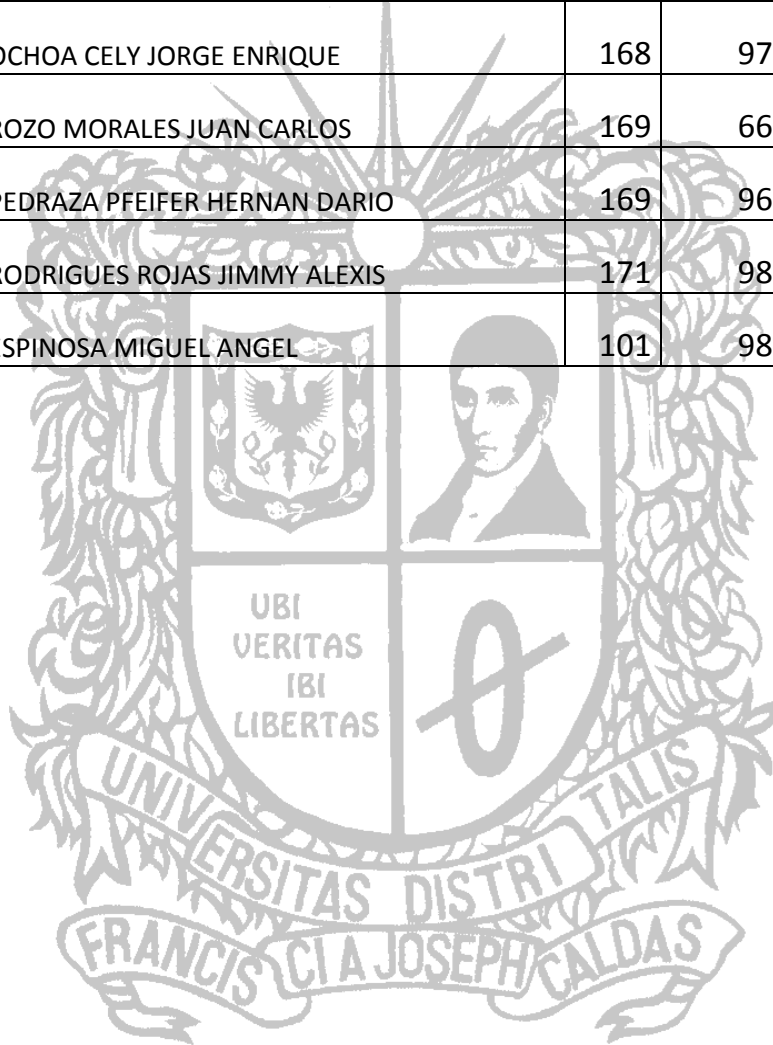 OCHOA CELY JORGE ENRIQUE 168 97
ROZO MORALES JUAN CARLOS 169 66
PEDRAZA PFEIFER HERNAN DARIO 169 96
RODRIGUES ROJAS JIMMY ALEXIS 171 98
ESPINOSA MIGUEL ANGEL 101 98
UBI
VERITAS
IBI
LIBERTAS
UNIVERSITAS DISTRITALIS
FRANCISCI A JOSEPH CALDAS